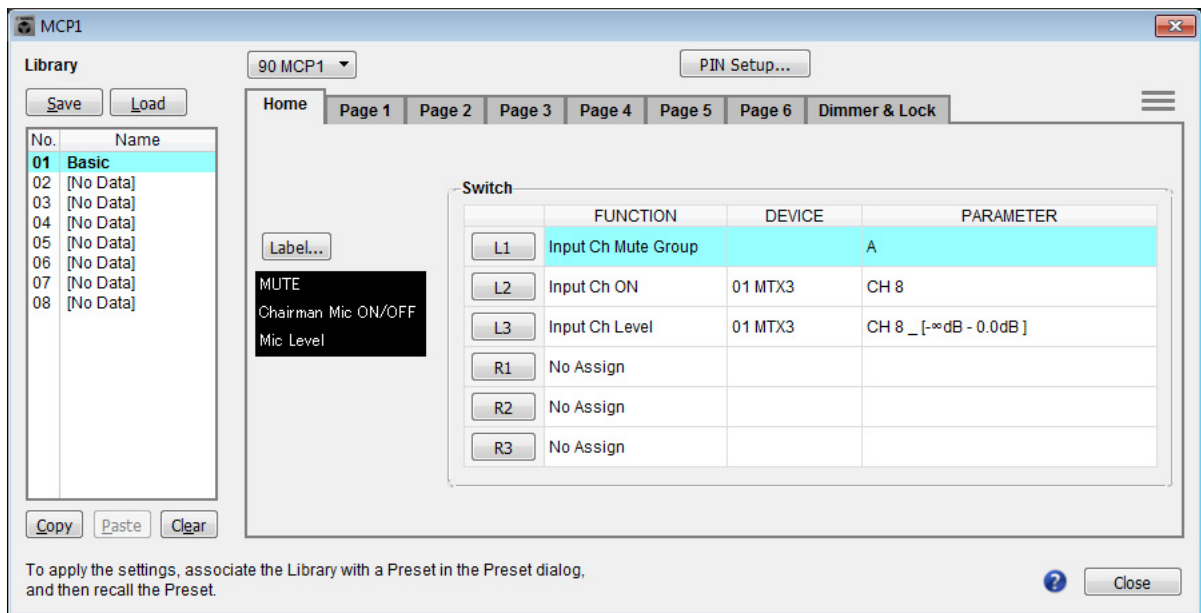 MCP1
Library
90 MCP1
PIN Setup...
Save Load
Home Page 1 Page 2 Page 3 Page 4 Page 5 Page 6 Dimmer & Lock
No. Name
01 Basic
02 [No Data]
03 [No Data]
04 [No Data]
05 [No Data]
06 [No Data]
07 [No Data]
08 [No Data]
Copy Paste Clear
Label...
MUTE
Chairman Mic ON/OFF
Mic Level
Switch
FUNCTION DEVICE PARAMETER
L1 Input Ch Mute Group A
L2 Input Ch ON 01 MTX3 CH 8
L3 Input Ch Level 01 MTX3 CH 8 _ [-∞dB - 0.0dB ]
R1 No Assign
R2 No Assign
R3 No Assign
To apply the settings, associate the Library with a Preset in the Preset dialog,
and then recall the Preset.
? Close